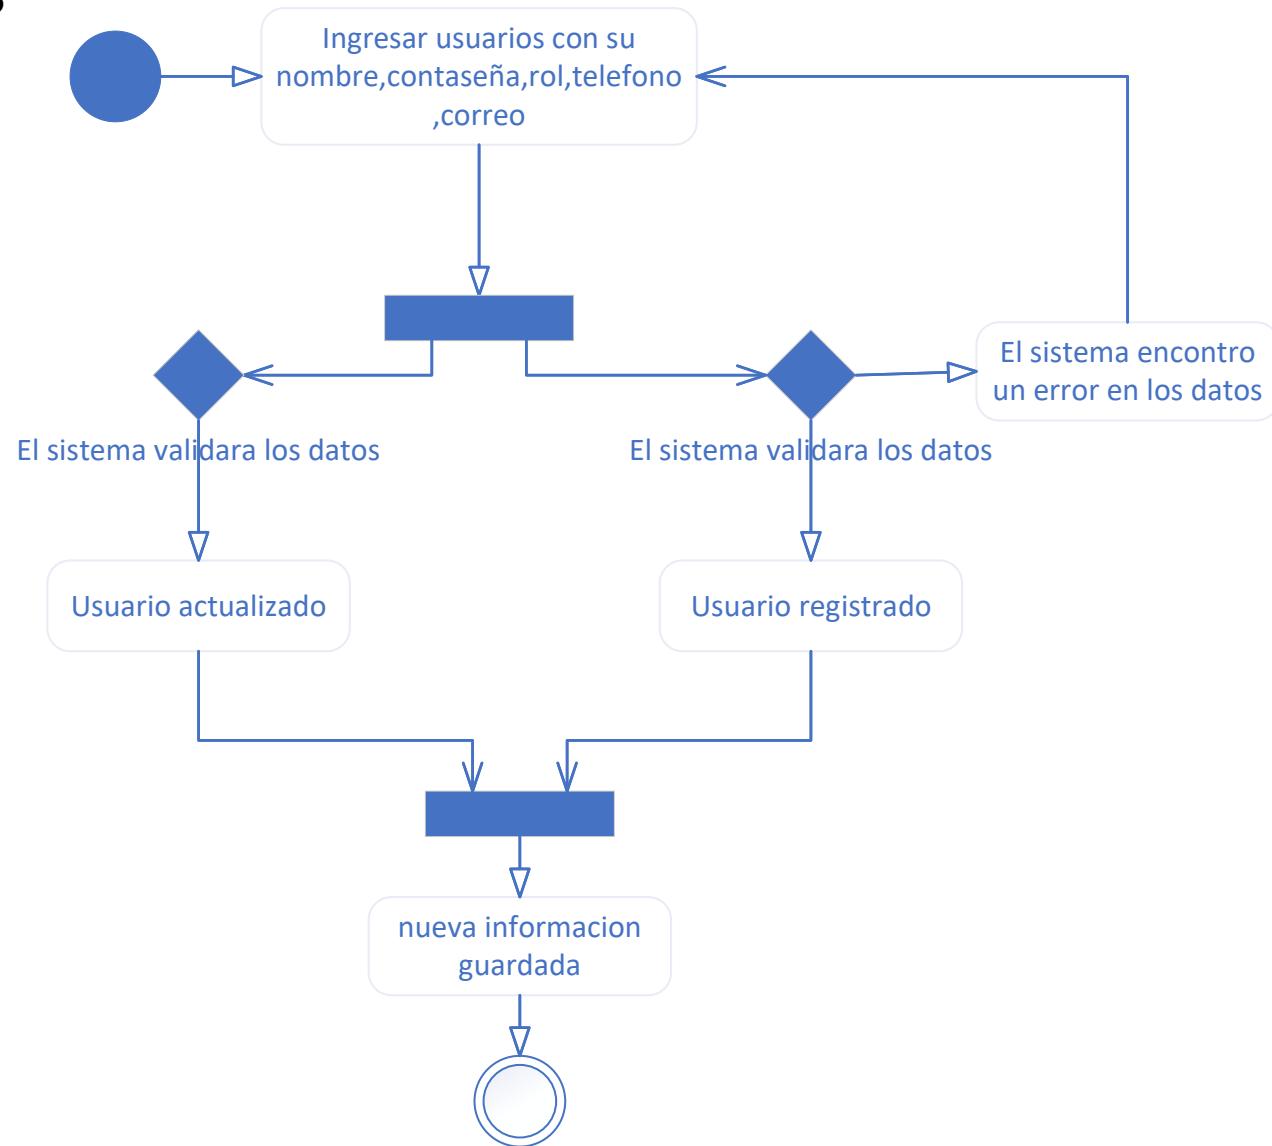 Ingresar usuarios con su
nombre,contaseña,rol,telefono
,correo
El sistema encontro
un error en los datos
El sistema validara los datos
El sistema validara los datos
Usuario actualizado
Usuario registrado
nueva informacion
guardada